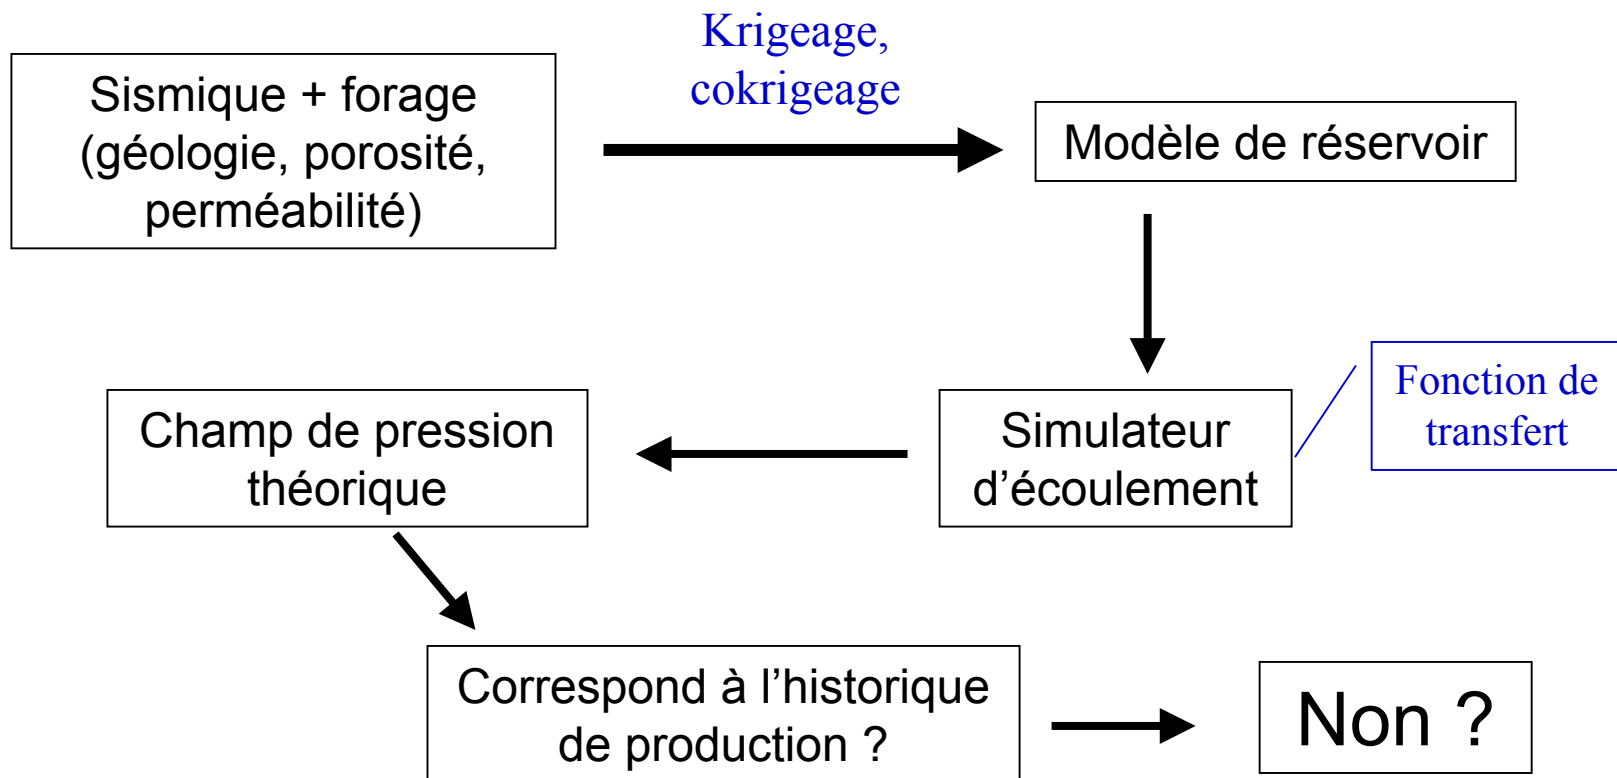 Krigeage,
cokrigeage
Sismique + forage
(géologie, porosité,
perméabilité)
Modèle de réservoir
Fonction de
transfert
Simulateur
d’écoulement
Champ de pression
théorique
Correspond à l’historique
de production ?
Non ?